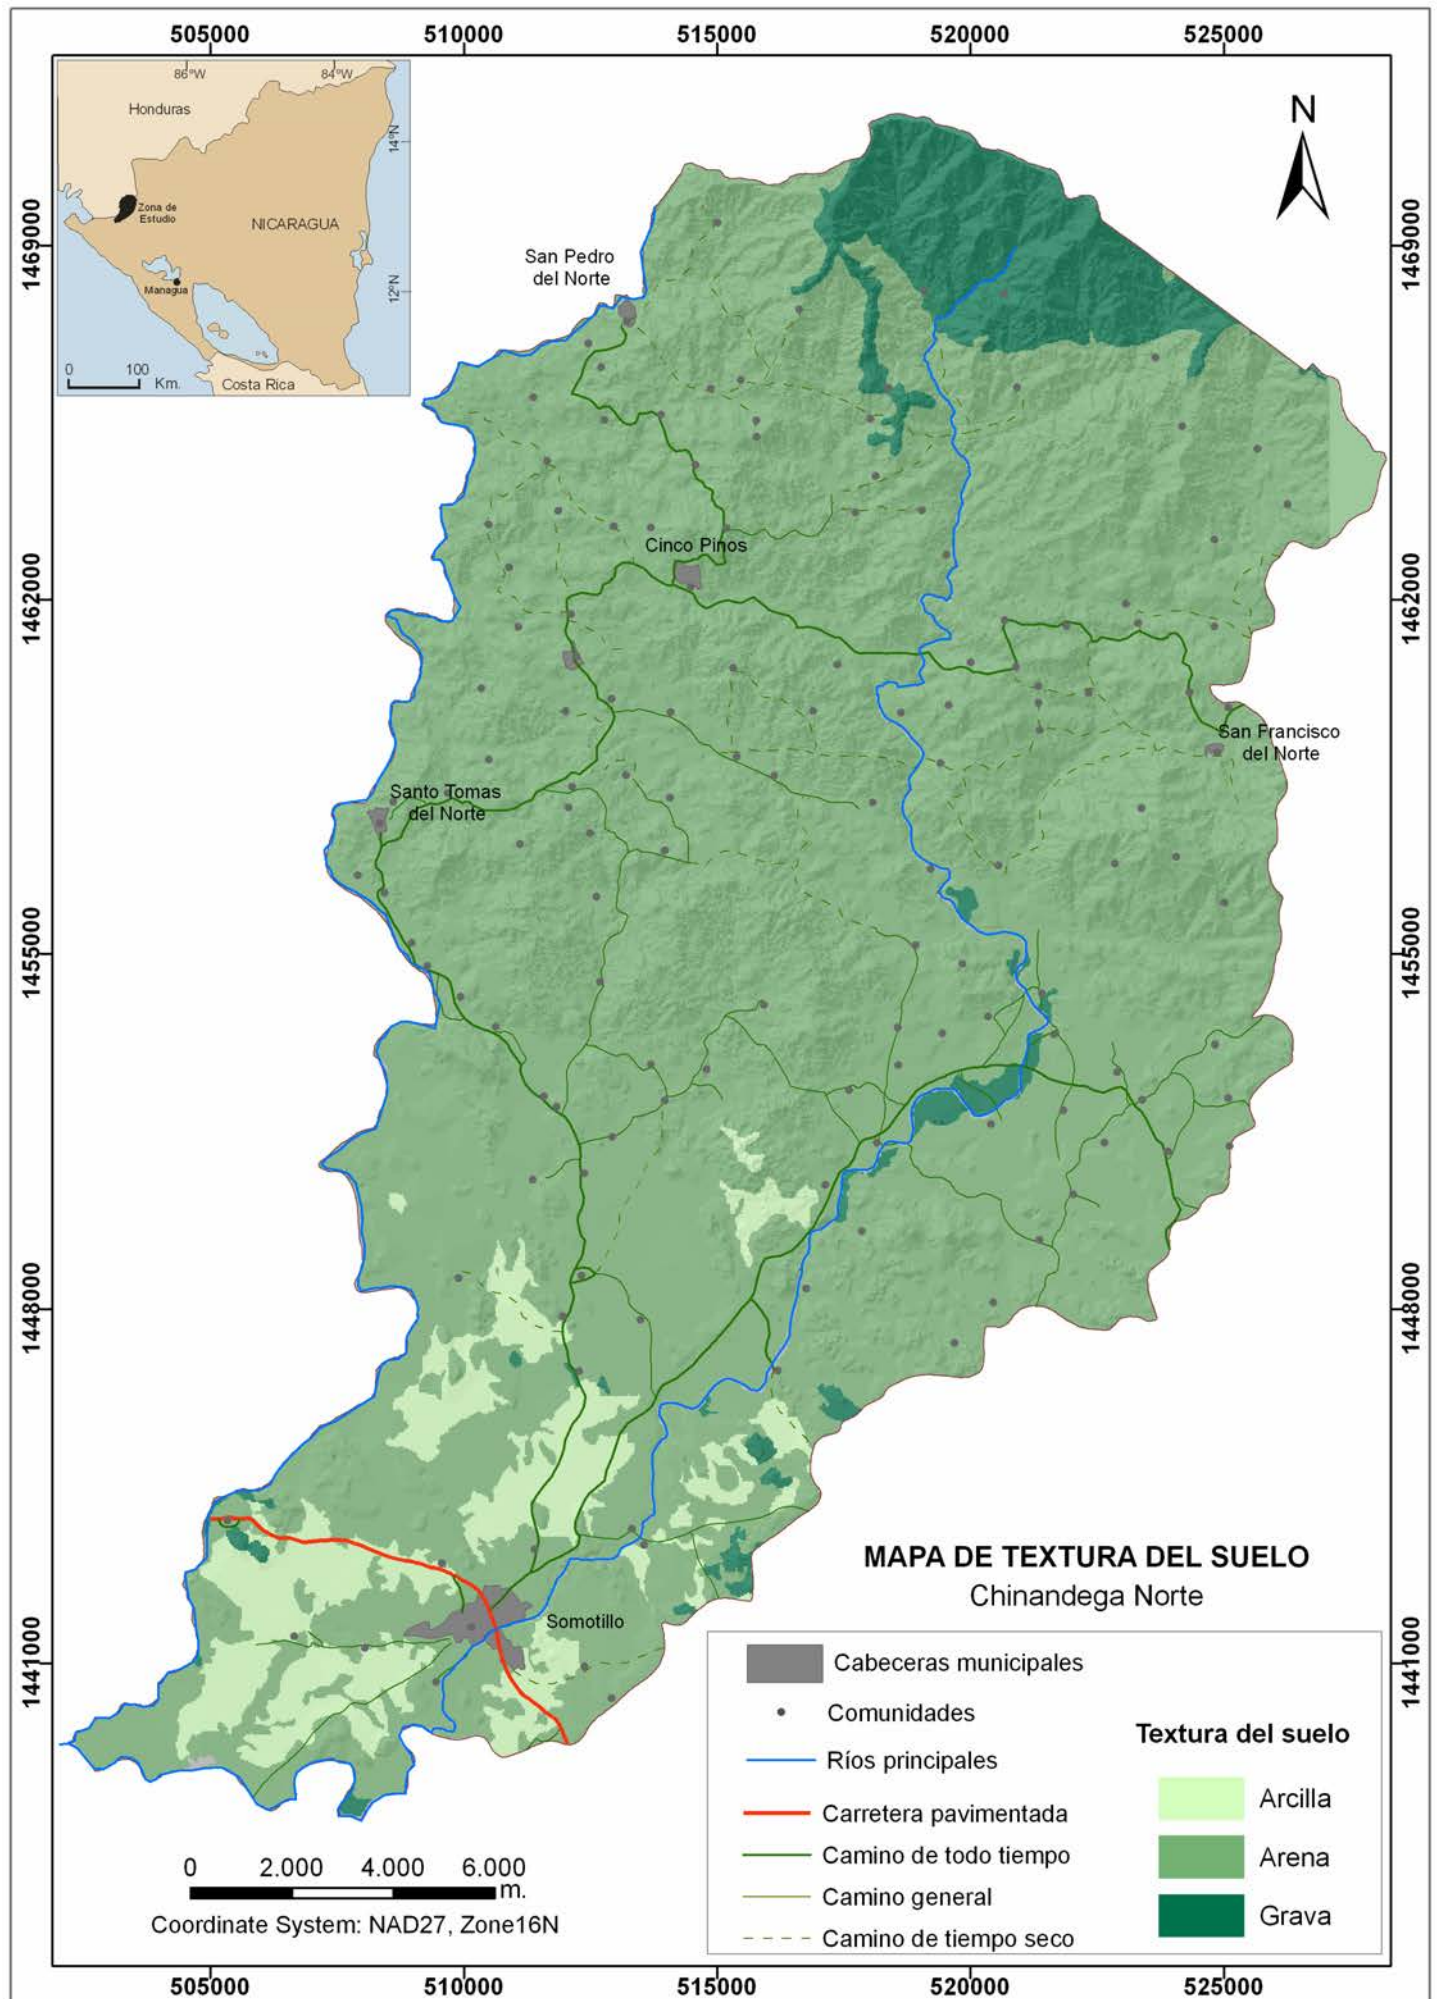 505000
510000
515000
520000
525000
86°W
84°W
Honduras
14°N
Zona de
Estudio
NICARAGUA
Managua
12°N
0
100
Km.
Costa Rica
N
1469000
1469000
San Pedro
del Norte
Cinco Pinos
1462000
1462000
San Francisco
del Norte
Santo Tomas
del Norte
1455000
1455000
1448000
1448000
MAPA DE TEXTURA DEL SUELO
Chinandega Norte
Somotillo
1441000
1441000
Cabeceras municipales
Comunidades
Ríos principales
Carretera pavimentada
Camino de todo tiempo
Camino general
Camino de tiempo seco
Textura del suelo
Arcilla
Arena
Grava
0
2.000
4.000
6.000
m.
Coordinate System: NAD27, Zone16N
505000
510000
515000
520000
525000